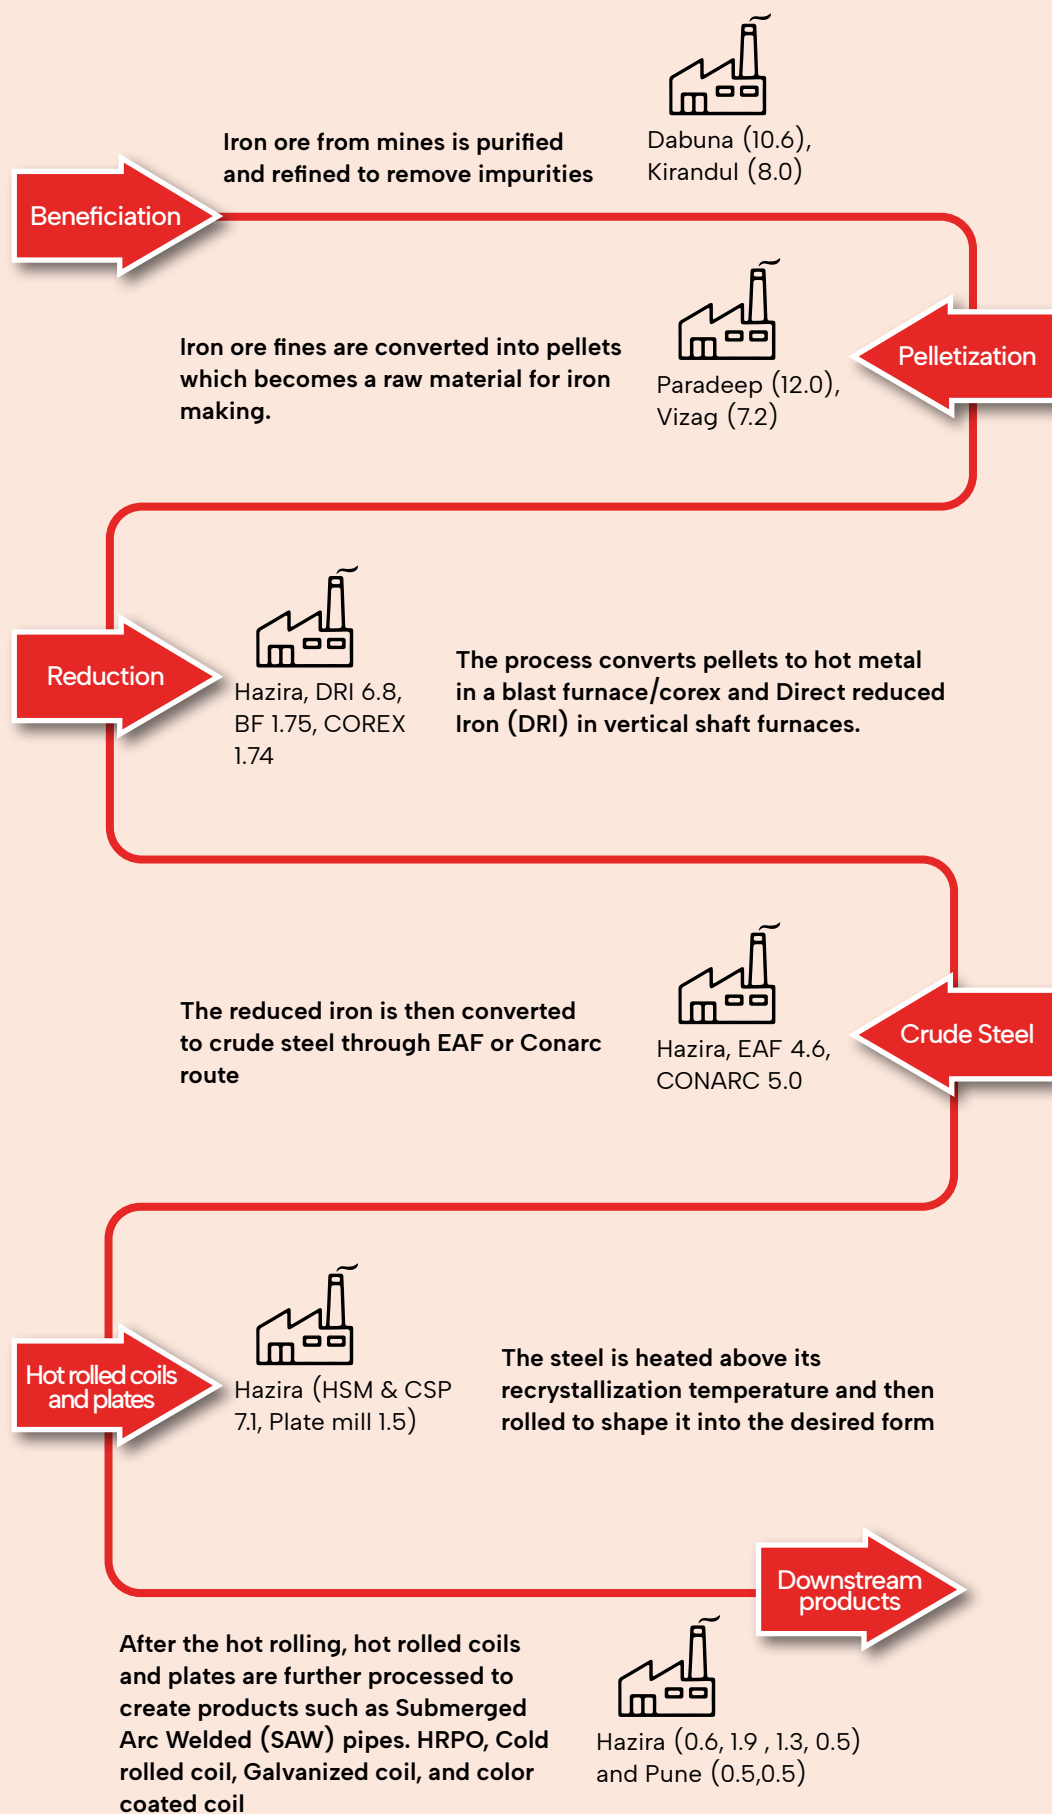 Iron ore from mines is purified
and refined to remove impurities
Dabuna (10.6),
Kirandul (8.0)
Beneficiation
Iron ore fines are converted into pellets
which becomes a raw material for iron
making.
Paradeep (12.0),
Vizag (7.2)
Pelletization
Reduction
Hazira, DRI 6.8,
BF 1.75, COREX
1.74
The process converts pellets to hot metal
in a blast furnace/corex and Direct reduced
Iron (DRI) in vertical shaft furnaces.
The reduced iron is then converted
to crude steel through EAF or Conarc
route
Hazira, EAF 4.6,
CONARC 5.0
Crude Steel
Hot rolled coils
and plates
Hazira (HSM & CSP
7.1, Plate mill 1.5)
The steel is heated above its
recrystallization temperature and then
rolled to shape it into the desired form
Downstream
products
After the hot rolling, hot rolled coils
and plates are further processed to
create products such as Submerged
Arc Welded (SAW) pipes. HRPO, Cold
rolled coil, Galvanized coil, and color
coated coil
Hazira (0.6, 1.9 , 1.3, 0.5)
and Pune (0.5,0.5)